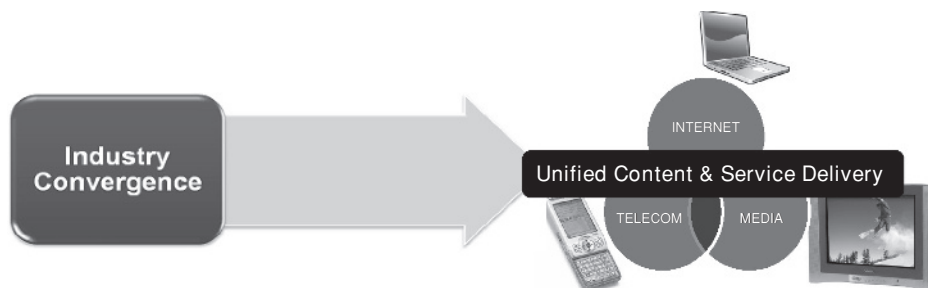 Industry
Convergence
INTERNET
Unified Content & Service Delivery
TELECOM
MEDIA